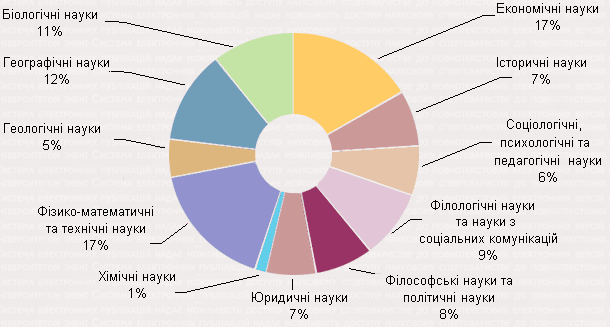 Економічні науки
17%
Історичні науки
7%
Соціологічні,
психологічні та
педагогічні науки
6%
Філологічні науки
та науки з
соціальних комунікацій
9%
Філософські науки та
політичні науки
8%
Юридичні науки
7%
Хімічні науки
1%
Фізико-математичні
та технічні науки
17%
Геологічні науки
5%
Географічні науки
12%
Біологічні науки
11%